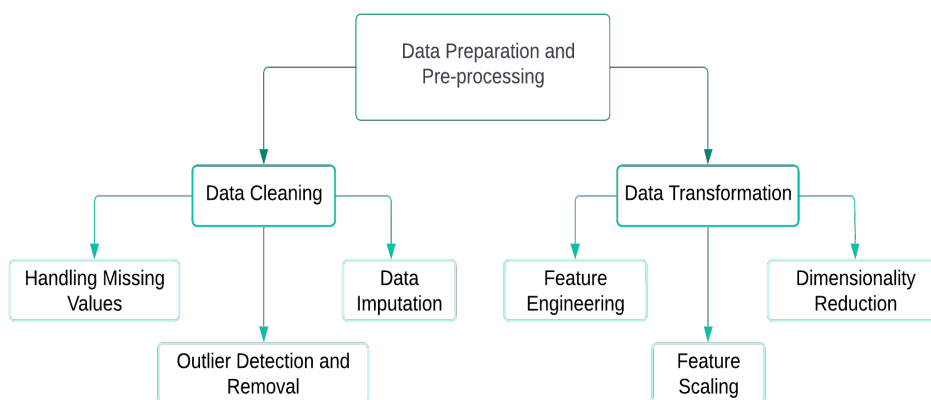 Data Preparation and
Pre-processing
Data Cleaning
Data Transformation
Handling Missing
Values
Data
Imputation
Feature
Engineering
Dimensionality
Reduction
Outlier Detection and
Removal
Feature
Scaling